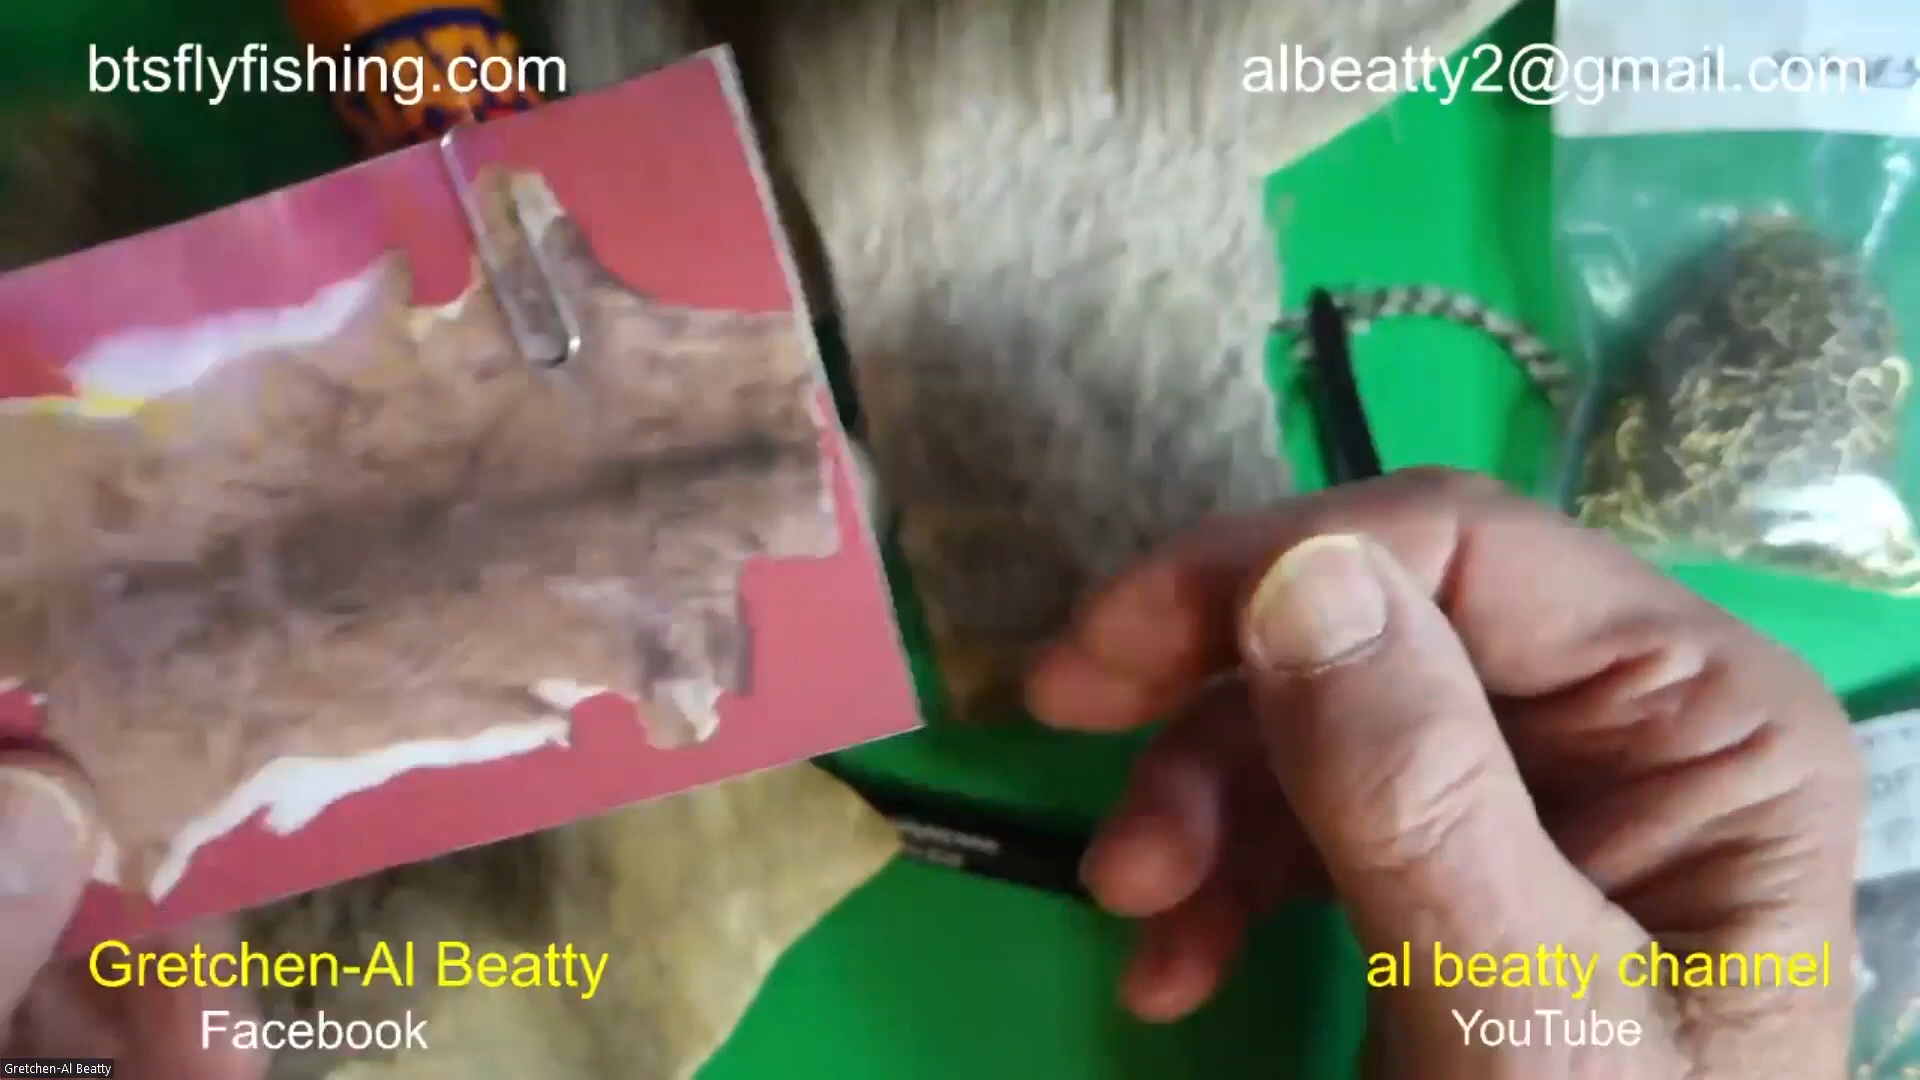 btsflyfishing.com
albeatty2@gmail.com
Gretchen-Al Beatty
Facebook
al beatty channel
YouTube
Gretchen-Al Beatty